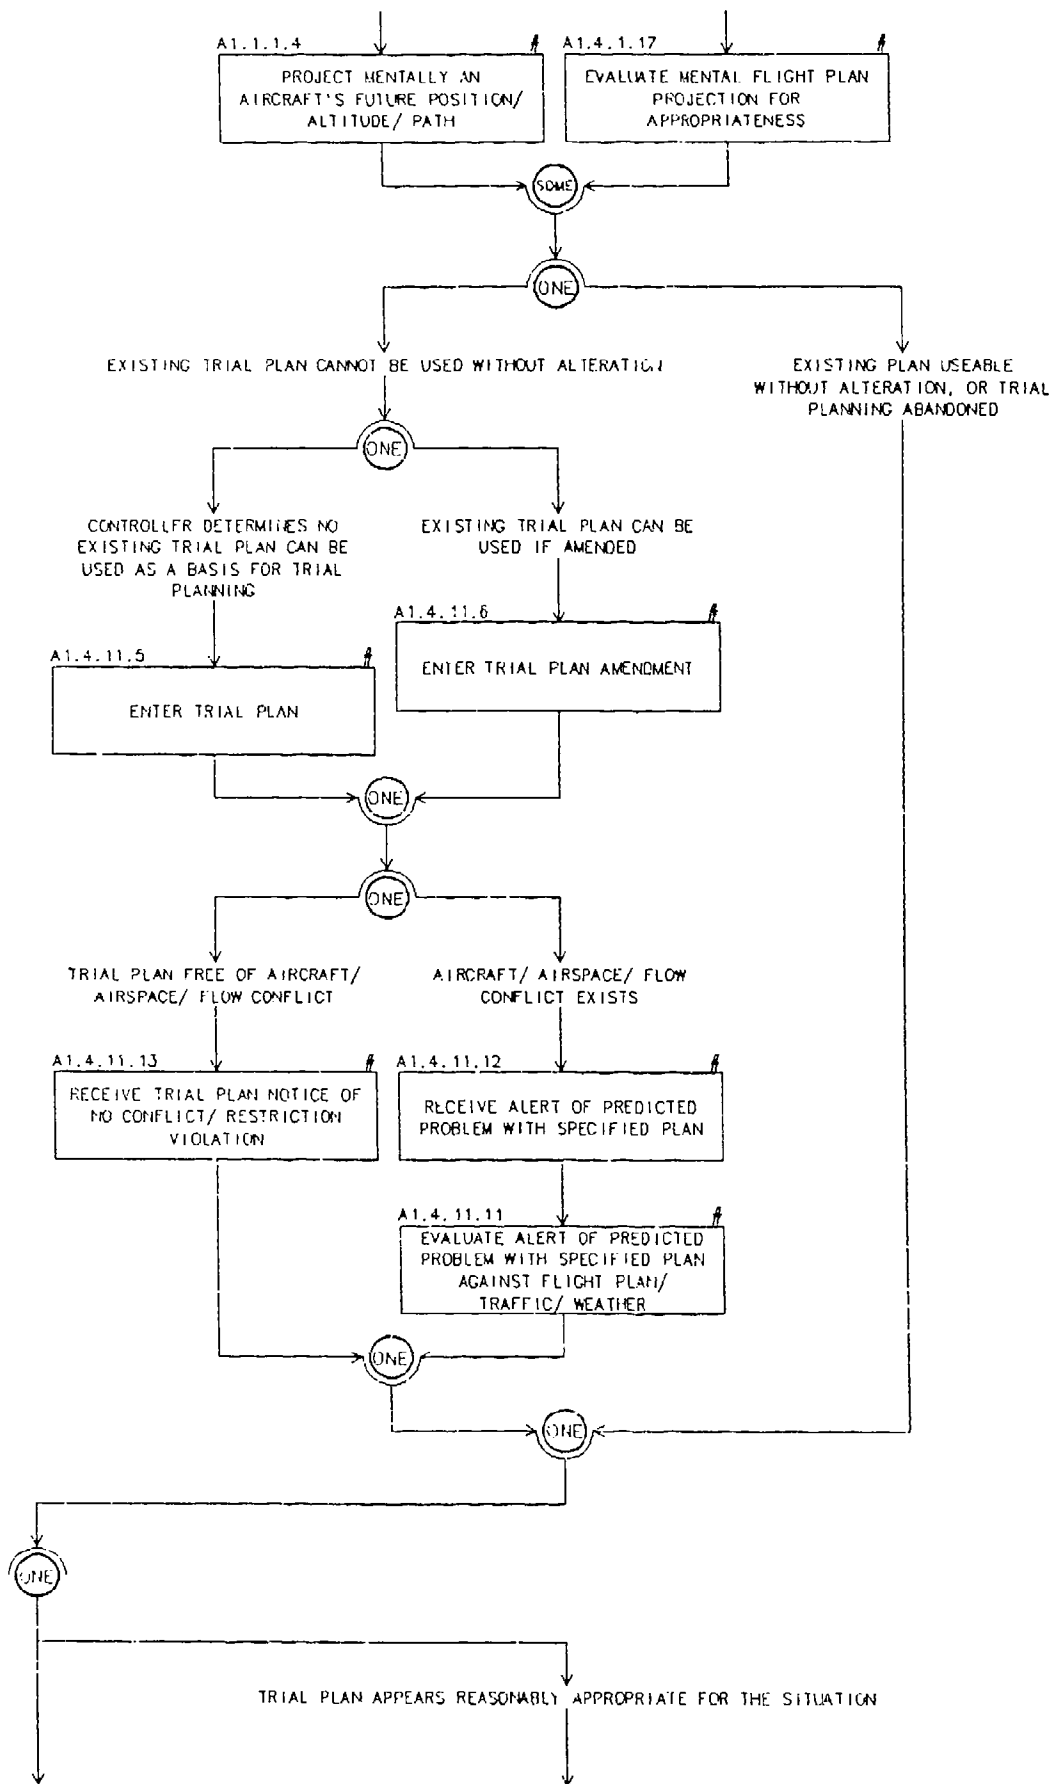 A1.1.1.4
PROJECT MENTALLY AN
AIRCRAFT'S FUTURE POSITION/
ALTITUDE/ PATH
A1.4.1.17
EVALUATE MENTAL FLIGHT PLAN
PROJECTION FOR
APPROPRIATENESS
SOME
ONE
EXISTING TRIAL PLAN CANNOT BE USED WITHOUT ALTERATION
EXISTING PLAN USEABLE
WITHOUT ALTERATION, OR TRIAL
PLANNING ABANDONED
ONE
CONTROLLER DETERMINES NO
EXISTING TRIAL PLAN CAN BE
USED AS A BASIS FOR TRIAL
PLANNING
EXISTING TRIAL PLAN CAN BE
USED IF AMENDED
A1.4.11.6
ENTER TRIAL PLAN AMENDMENT
A1.4.11.5
ENTER TRIAL PLAN
ONE
ONE
TRIAL PLAN FREE OF AIRCRAFT/
AIRSPACE/ FLOW CONFLICT
AIRCRAFT/ AIRSPACE/ FLOW
CONFLICT EXISTS
A1.4.11.13
RECEIVE TRIAL PLAN NOTICE OF
NO CONFLICT/ RESTRICTION
VIOLATION
A1.4.11.12
RECEIVE ALERT OF PREDICTED
PROBLEM WITH SPECIFIED PLAN
A1.4.11.11
EVALUATE ALERT OF PREDICTED
PROBLEM WITH SPECIFIED PLAN
AGAINST FLIGHT PLAN/
TRAFFIC/ WEATHER
ONE
ONE
ONE
TRIAL PLAN APPEARS REASONABLY APPROPRIATE FOR THE SITUATION